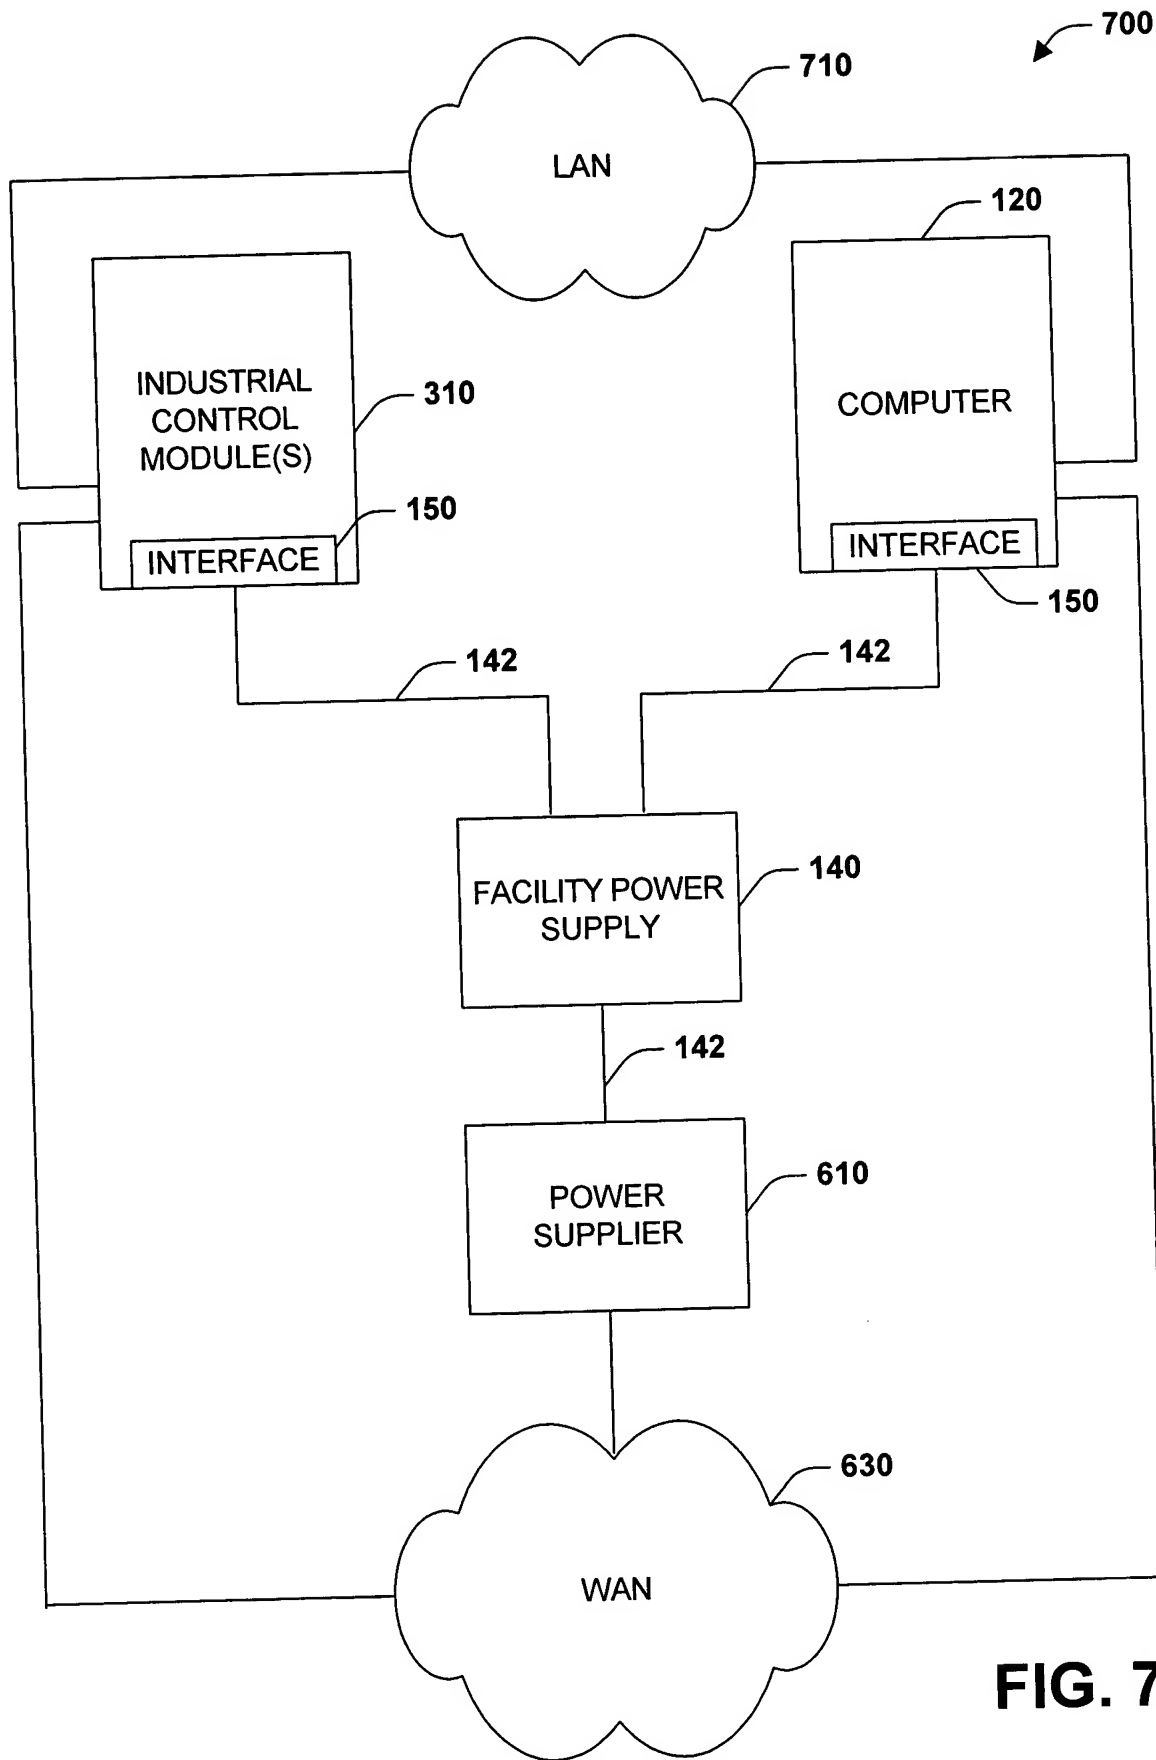 700
710
LAN
120
INDUSTRIAL
CONTROL
MODULE(S)
310
COMPUTER
150
INTERFACE
INTERFACE
150
142
142
FACILITY POWER
SUPPLY
140
142
POWER
SUPPLIER
610
630
WAN
FIG. 7